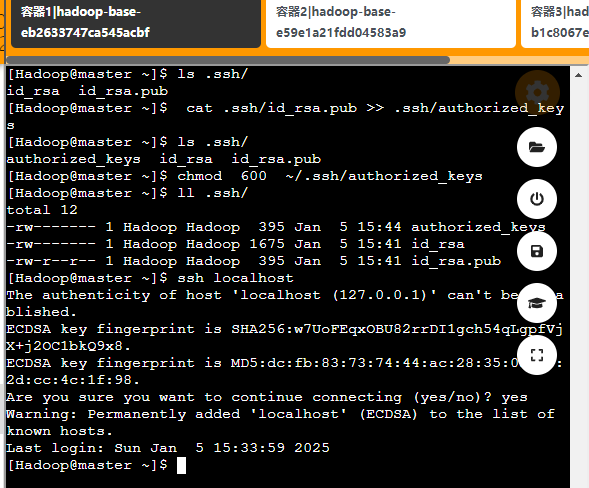 容器1|hadoop-base-
eb2633747ca545acbf
容器2|hadoop-base-
e59e1a21fdd04583a9
容器3|had
b1c8067e
[Hadoop@master ~]$ ls .ssh/
id_rsa  id_rsa.pub
[Hadoop@master ~]$  cat .ssh/id_rsa.pub >> .ssh/authorized_key
s
[Hadoop@master ~]$ ls .ssh/
authorized_keys  id_rsa  id_rsa.pub
[Hadoop@master ~]$ chmod  600  ~/.ssh/authorized_keys
[Hadoop@master ~]$ ll .ssh/
total 12
-rw------- 1 Hadoop Hadoop  395 Jan  5 15:44 authorized_keys
-rw------- 1 Hadoop Hadoop 1675 Jan  5 15:41 id_rsa
-rw-r--r-- 1 Hadoop Hadoop  395 Jan  5 15:41 id_rsa.pub
[Hadoop@master ~]$ ssh localhost
The authenticity of host 'localhost (127.0.0.1)' can't be a
blished.
ECDSA key fingerprint is SHA256:w7UoFEqxOBU82rrDI1gch54qLgpfVj
X+j2OC1bkQ9x8.
ECDSA key fingerprint is MD5:dc:fb:83:73:74:44:ac:28:35:
2d:cc:4c:1f:98.
Are you sure you want to continue connecting (yes/no)? yes
Warning: Permanently added 'localhost' (ECDSA) to the list of
known hosts.
Last login: Sun Jan  5 15:33:59 2025
[Hadoop@master ~]$